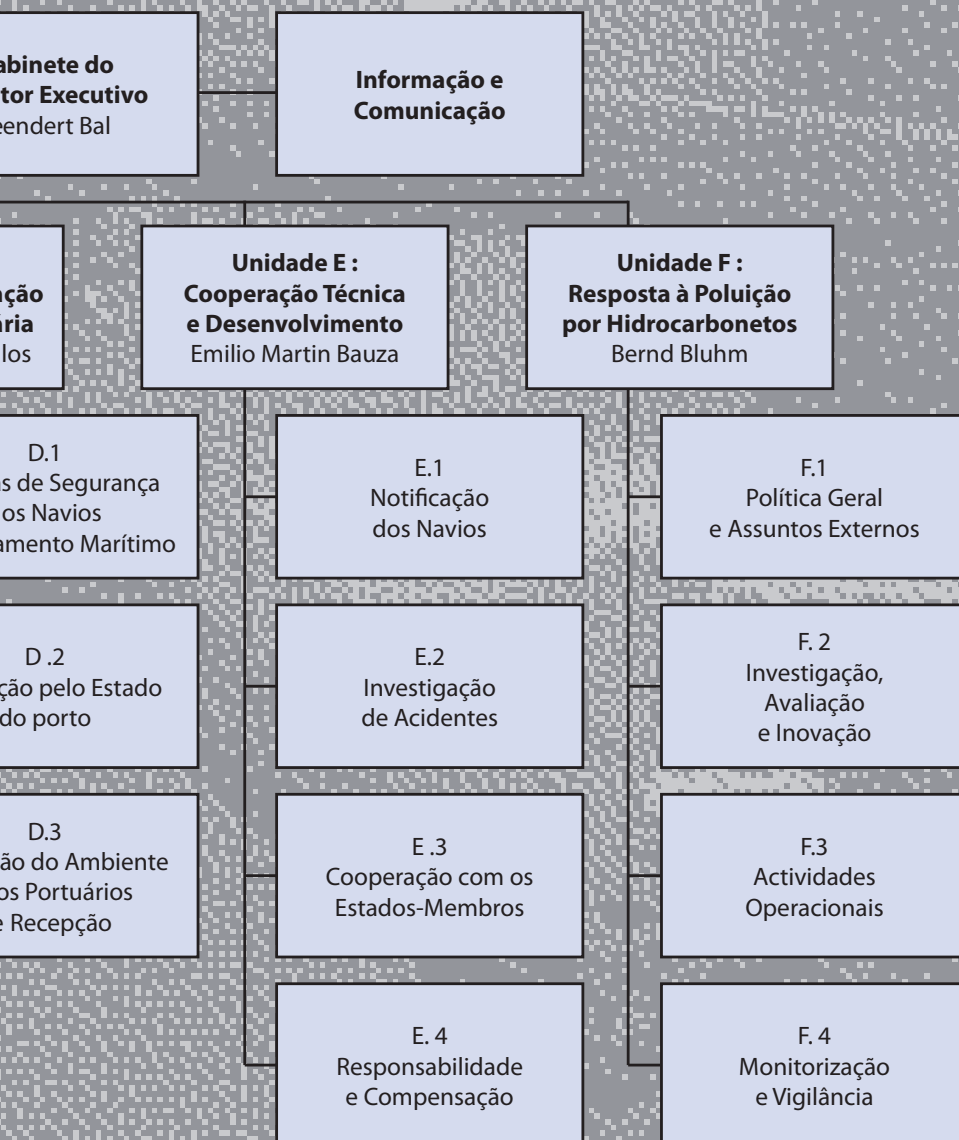 abinete do
tor Executivo
eendert Bal
Informação e
Comunicação
ação
ária
los
Unidade E :
Cooperação Técnica
e Desenvolvimento
Emilio Martin Bauza
Unidade F :
Resposta à Poluição
por Hidrocarbonetos
Bernd Bluhm
D.1
s de Segurança
os Navios
amento Marítimo
E.1
Notificação
dos Navios
F.1
Política Geral
e Assuntos Externos
D .2
ção pelo Estado
do porto
E.2
Investigação
de Acidentes
F. 2
Investigação,
Avaliação
e Inovação
D.3
ão do Ambiente
os Portuários
e Recepção
E .3
Cooperação com os
Estados-Membros
F.3
Actividades
Operacionais
E. 4
Responsabilidade
e Compensação
F. 4
Monitorização
e Vigilância